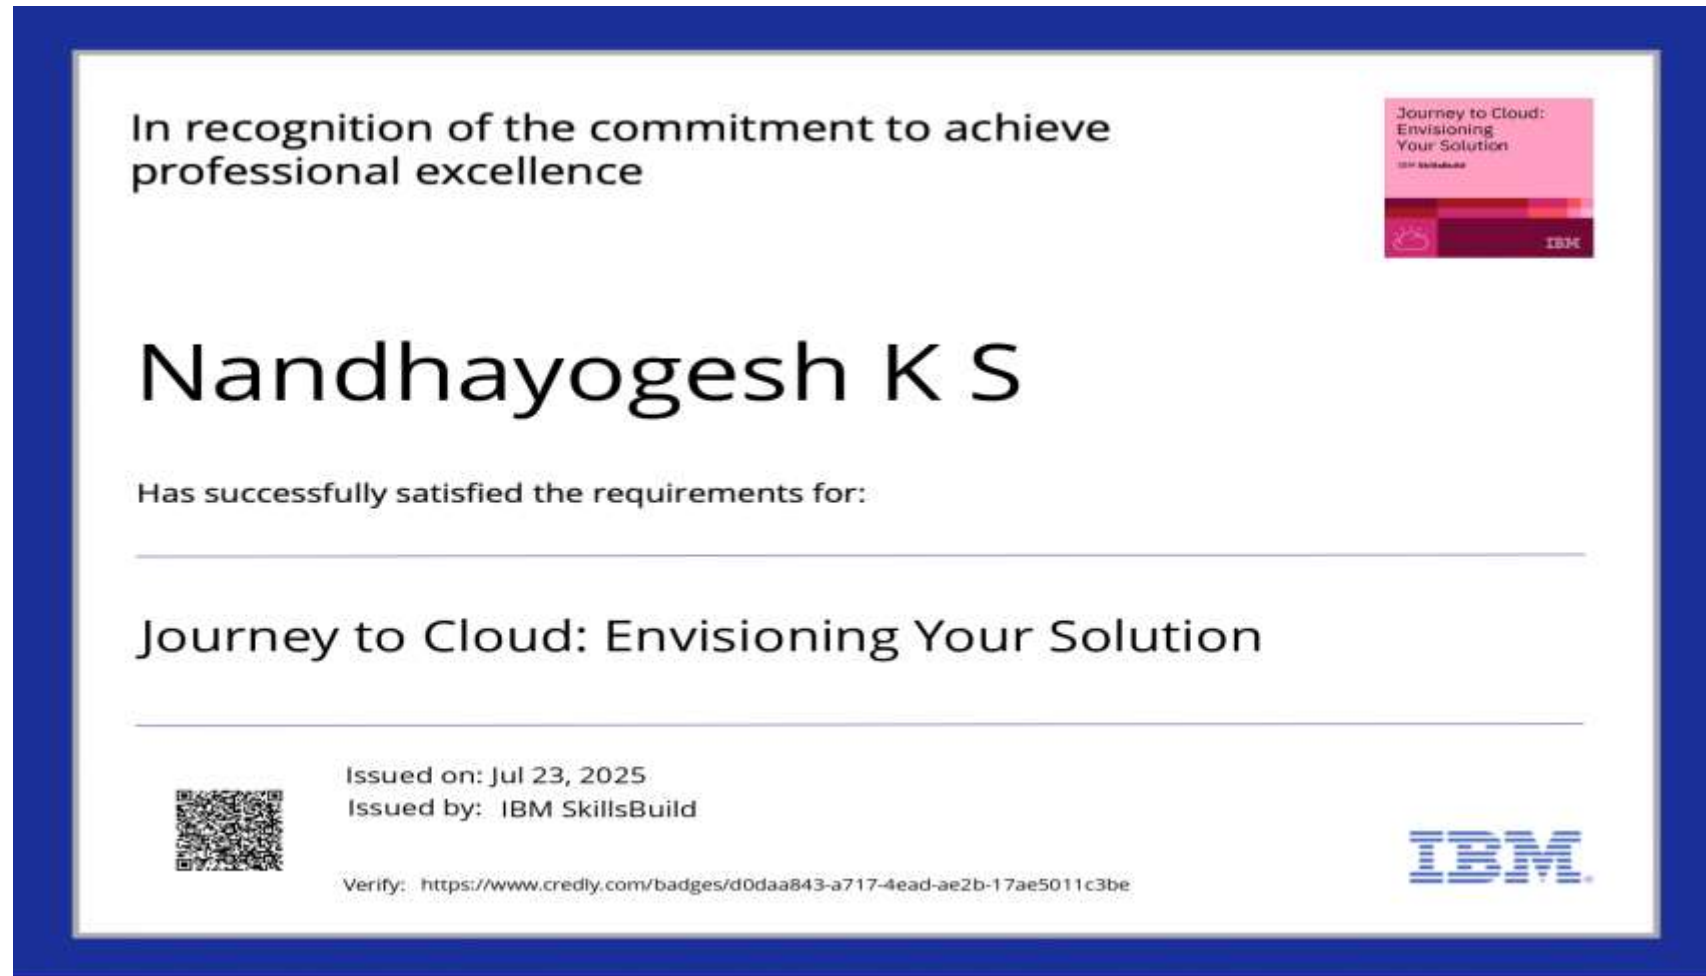 In recognition of the commitment to achieve
professional excellence
Journey to Cloud:
Envisioning
Your Solution
IBM SkillsBuild
IBM
Nandhayogesh K S
Has successfully satisfied the requirements for:
Journey to Cloud: Envisioning Your Solution
Issued on: Jul 23, 2025
Issued by: IBM SkillsBuild
Verify: https://www.credly.com/badges/d0daa843-a717-4ead-ae2b-17ae5011c3be
IBM